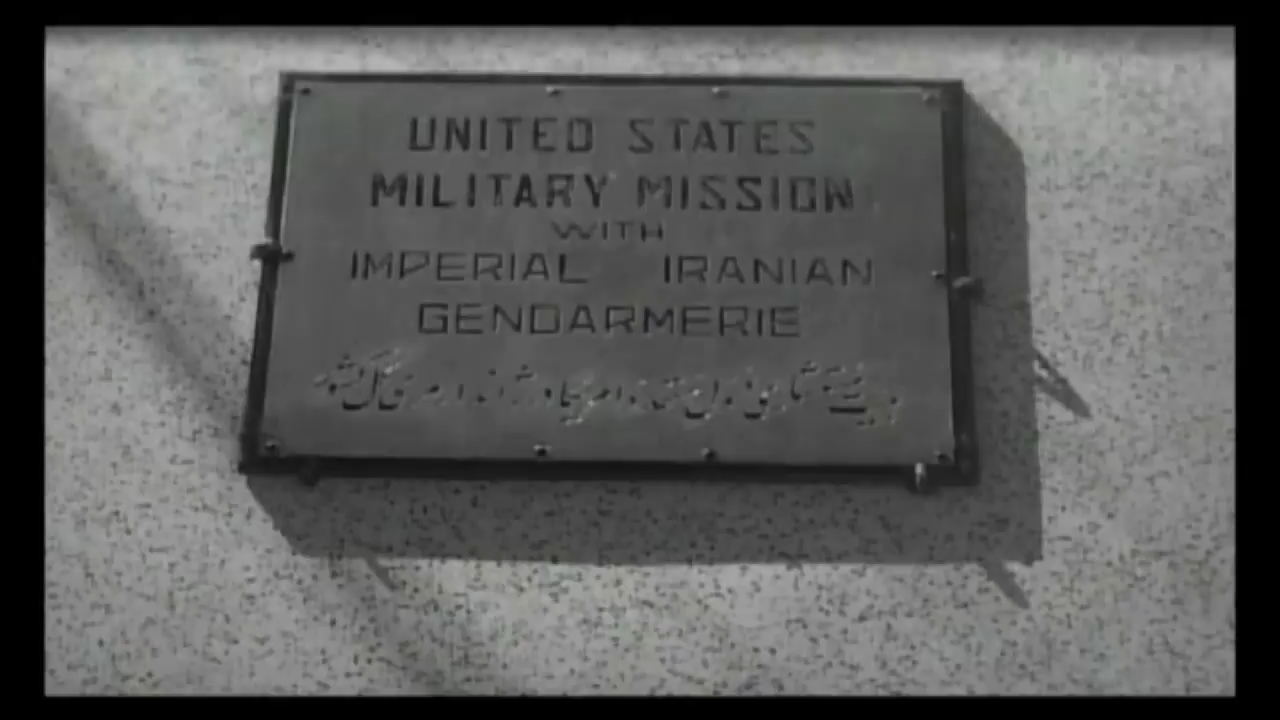 UNITED STATES
MILITARY MISSION
WITH
IMPERIAL IRANIAN
GENDARMERIE